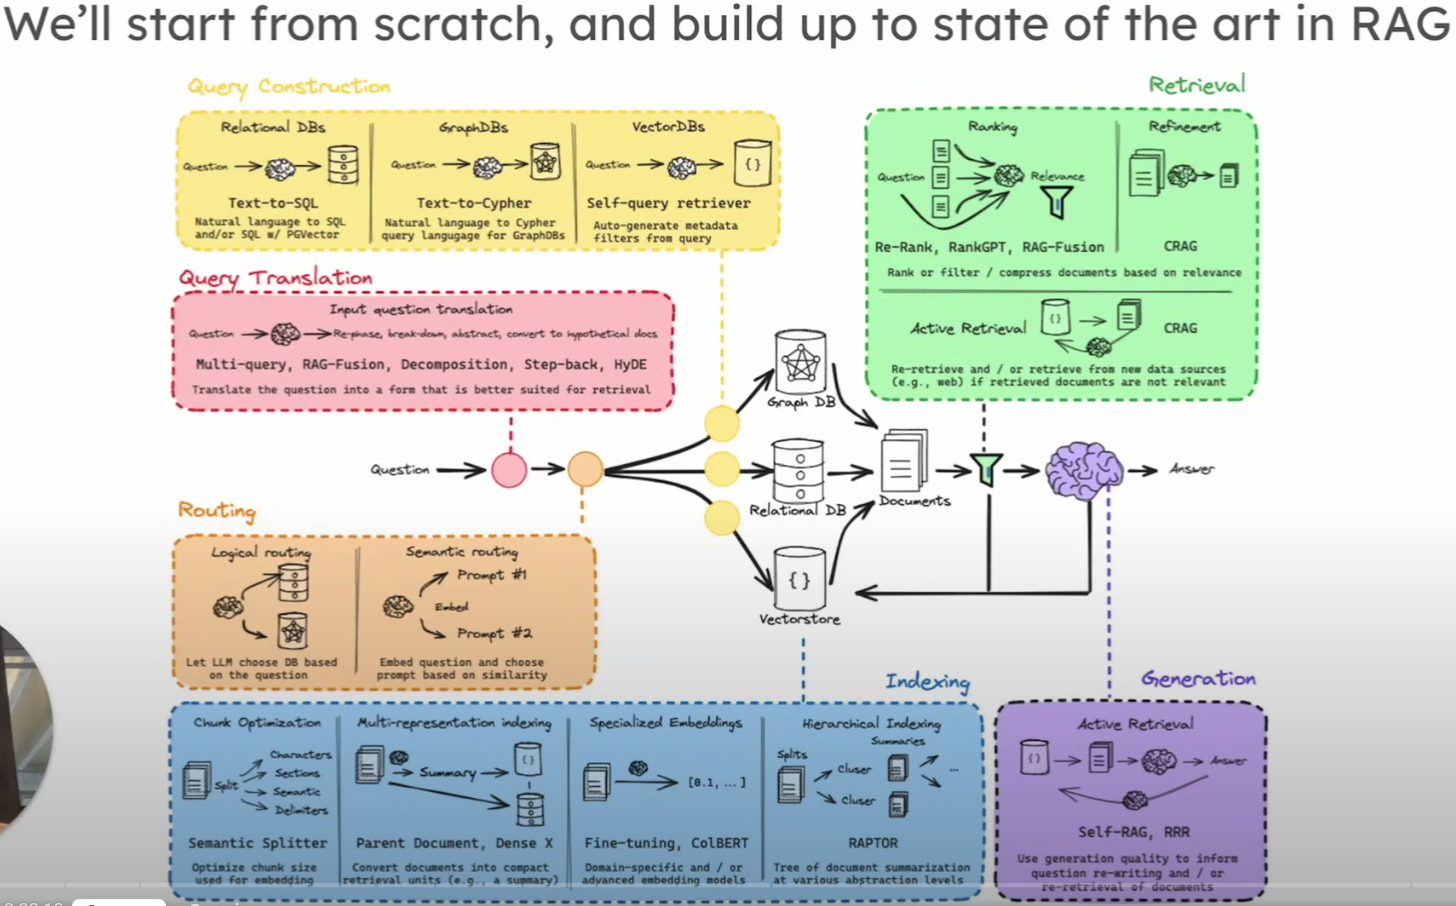 We'll start from scratch, and build up to state of the art in RAG
Query Construction
Relational DBs
Question
Text-to-SQL
Natural language to SQL
and/or SQL w/ PGVector
GraphDBs
Question
Text-to-Cypher
Natural language to Cypher
query langugage for GraphDBs
VectorDBs
Question
{}
Self-query retriever
Auto-generate metadata
filters from query
Retrieval
Ranking
Question
Relevance
Re-Rank, RankGPT, RAG-Fusion
Refinement
CRAG
Rank or filter / compress documents based on relevance
Active Retrieval
{}
CRAG
Re-retrieve and / or retrieve from new data sources
(e.g., web) if retrieved documents are not relevant
Query Translation
Input question translation
Question
Re-phase, break-down, abstract, convert to hypothetical docs
Multi-query, RAG-Fusion, Decomposition, Step-back, HyDE
Translate the question into a form that is better suited for retrieval
Question
Graph DB
Relational DB
{}
Vectorstore
Documents
Answer
Routing
Logical routing
Let LLM choose DB based
on the question
Semantic routing
Prompt #1
Embed
Prompt #2
Embed question and choose
prompt based on similarity
Indexing
Chunk Optimization
Split
Characters
Sections
Semantic
Delimiters
Semantic Splitter
Optimize chunk size
used for embedding
Multi-representation indexing
Summary
{}
Parent Document, Dense X
Convert documents into compact
retrieval units (e.g., a summary)
Specialized Embeddings
[0.1, ...]
Fine-tuning, ColBERT
Domain-specific and / or
advanced embedding models
Hierarchical Indexing
Splits
Summaries
Cluser
Cluser
...
RAPTOR
Tree of document summarization
at various abstraction levels
Generation
Active Retrieval
{}
Answer
Self-RAG, RRR
Use generation quality to inform
question re-writing and / or
re-retrieval of documents